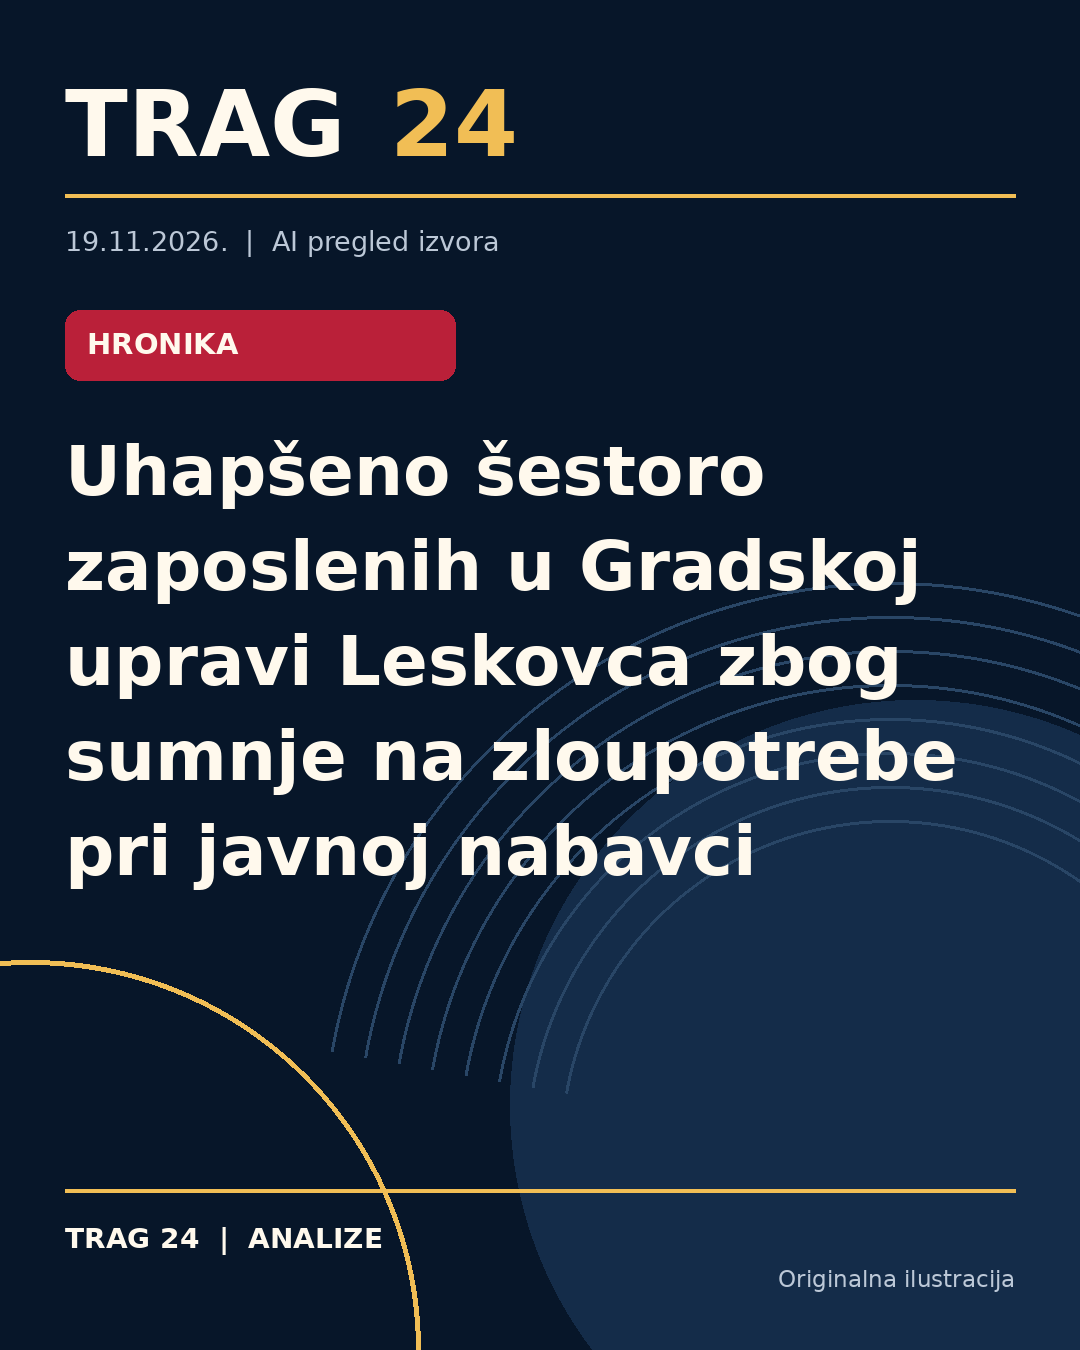 TRAG 24
19.11.2026. | AI pregled izvora
HRONIKA
Uhapšeno šestoro
zaposlenih u Gradskoj
upravi Leskovca zbog
sumnje na zloupotrebe
pri javnoj nabavci
TRAG 24 | ANALIZE
Originalna ilustracija